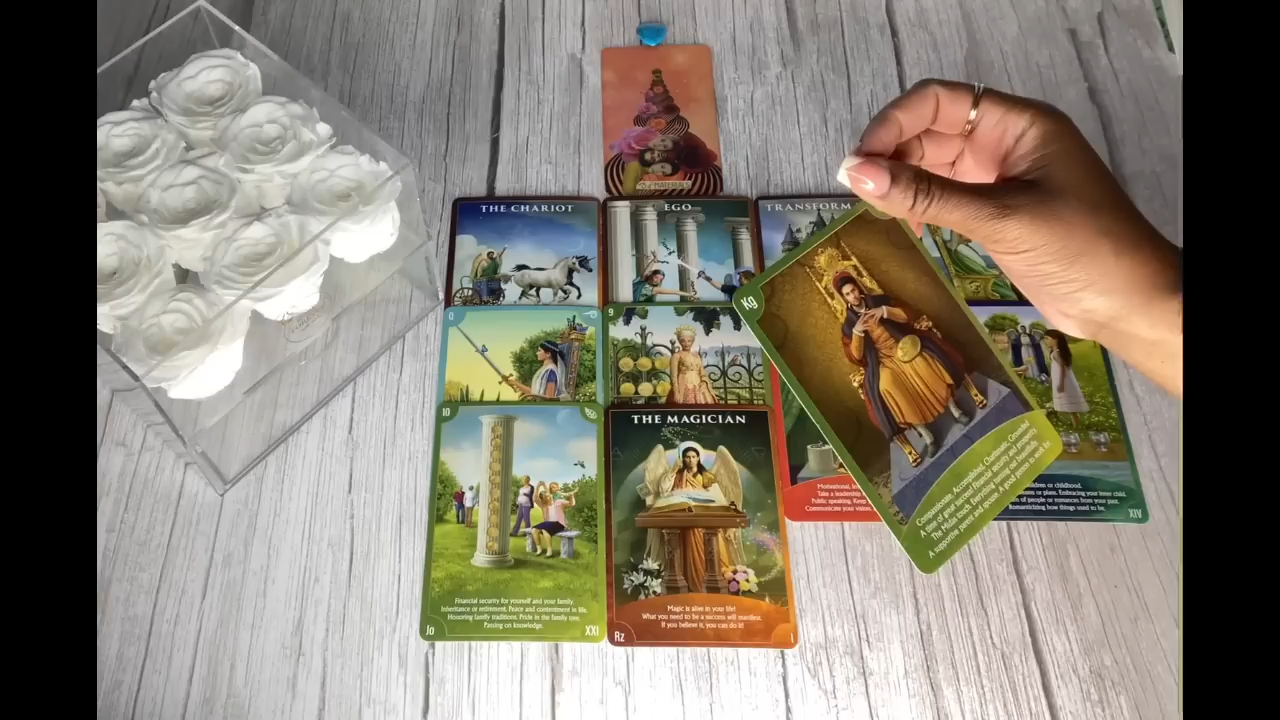 THE CHARIOT
EGO
TRANSFORM
Q
9
Kg
10
Financial security for yourself and your family.
Inheritance or retirement. Peace and contentment in life.
Honoring family traditions. Pride in the family tree.
Passing on knowledge.
Ja
XXI
THE MAGICIAN
Magic is alive in your life!
What you need to be a success will manifest.
If you believe it, you can do it!
Rz
I
Motivational,
Take a leadership
Public speaking. Keep
Communicate your vision.
Compassionate, Accomplished, Charismatic, Grounded
A time of great success! Financial security and prosperity.
The Midas touch. Everything turning out beautifully.
A supportive parent and spouse. A good person to work for.
children or childhood.
or plans. Embracing your inner child.
of people or romances from your past.
Romanticizing how things used to be.
XIV